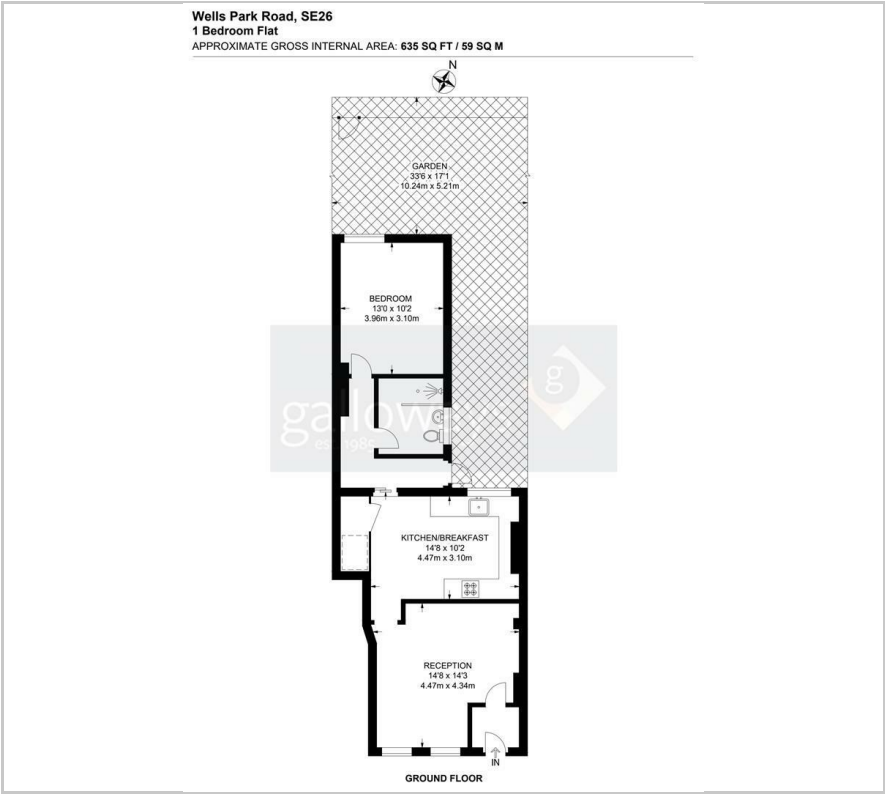 Wells Park Road, SE26
1 Bedroom Flat
APPROXIMATE GROSS INTERNAL AREA: 635 SQ FT / 59 SQ M
N
GARDEN
33'6 x 17'1
10.24m x 5.21m
BEDROOM
13'0 x 10'2
3.96m x 3.10m
g
est 1985
KITCHEN/BREAKFAST
14'8 x 10'2
4.47m x 3.10m
RECEPTION
14'8 x 14'3
4.47m x 4.34m
IN
GROUND FLOOR